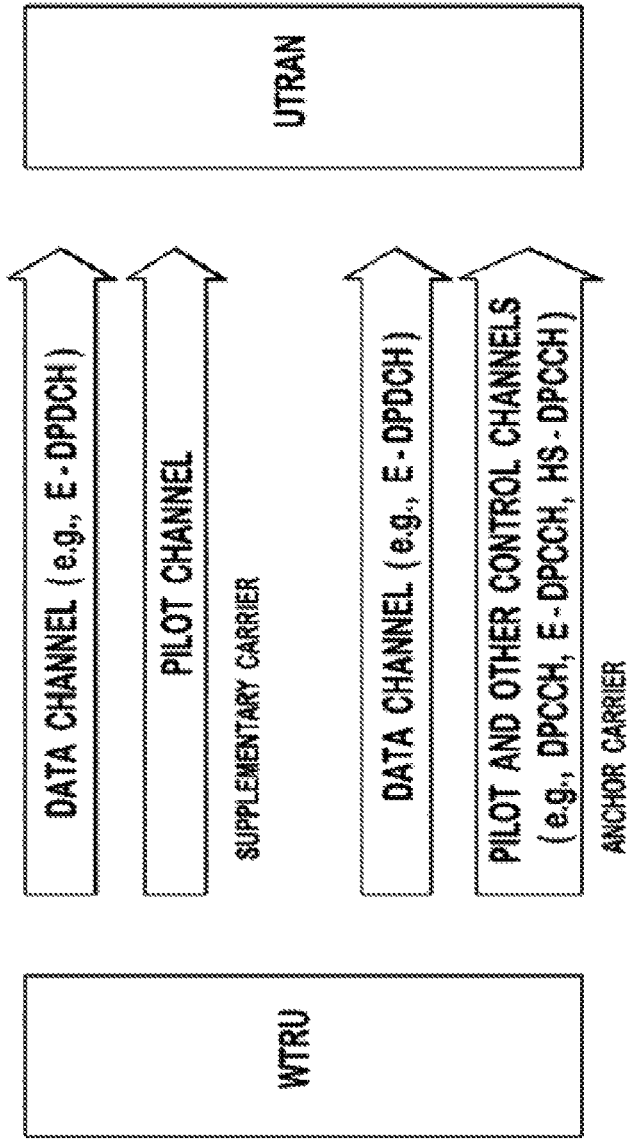 UTRAN
DATA CHANNEL (e.g., E-DPDCH)
PILOT CHANNEL
SUPPLEMENTARY CARRIER
DATA CHANNEL (e.g., E-DPDCH)
PILOT AND OTHER CONTROL CHANNELS
(e.g., DPCCH, E-DPCCH, HS-DPCCH)
ANCHOR CARRIER
WTRU